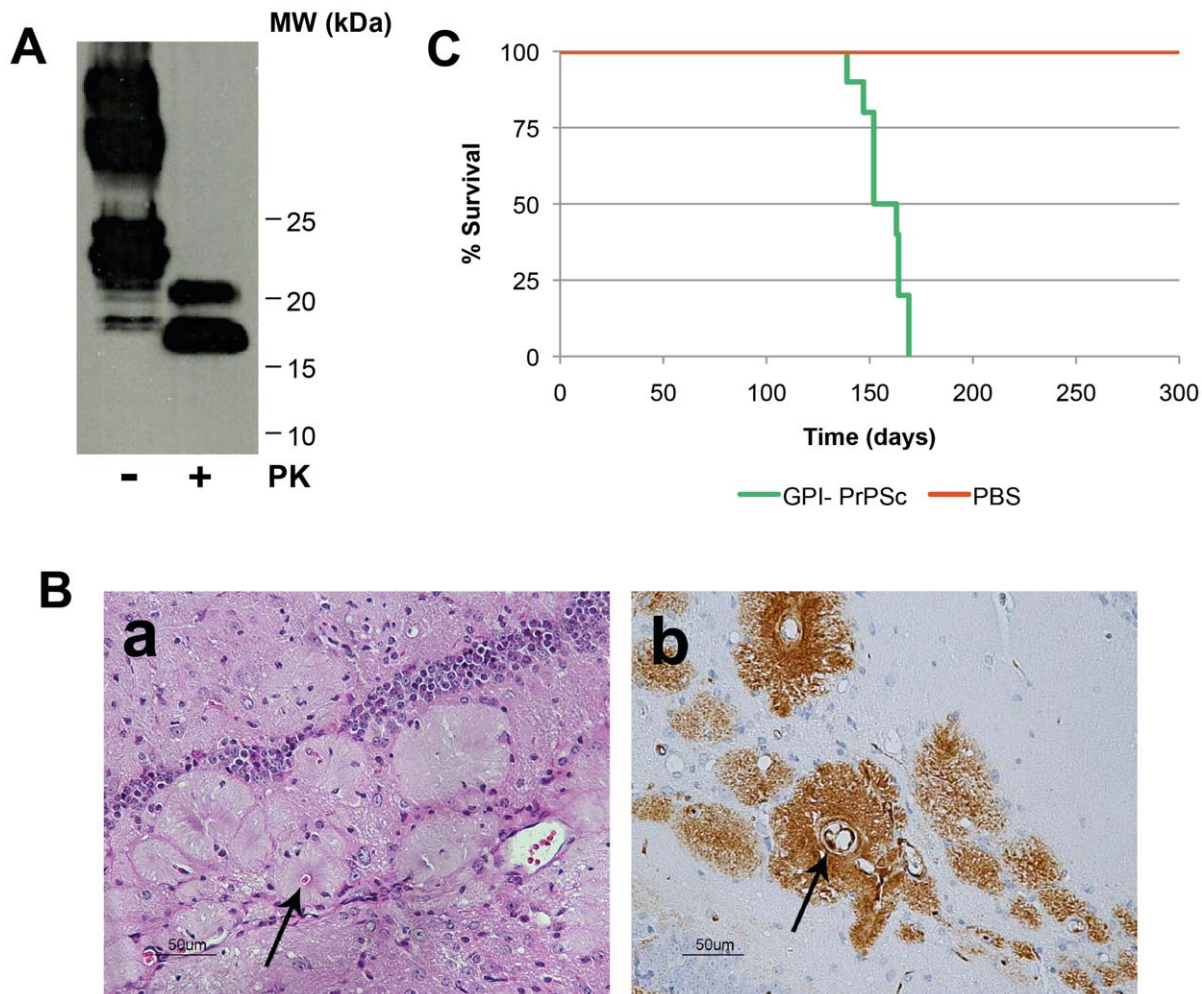 A
MW (kDa)
25
20
15
10
- + PK
C
% Survival
100
75
50
25
0
0 50 100 150 200 250 300
Time (days)
GPI- PrPSc PBS
B
a
50um
b
50um